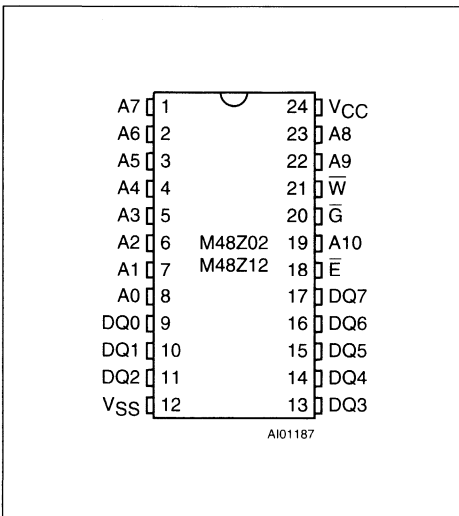 A7 1 24 VCC
A6 2 23 A8
A5 3 22 A9
A4 4 21 W̅
A3 5 20 G̅
A2 6 M48Z02 19 A10
A1 7 M48Z12 18 E̅
A0 8 17 DQ7
DQ0 9 16 DQ6
DQ1 10 15 DQ5
DQ2 11 14 DQ4
VSS 12 13 DQ3
AI01187